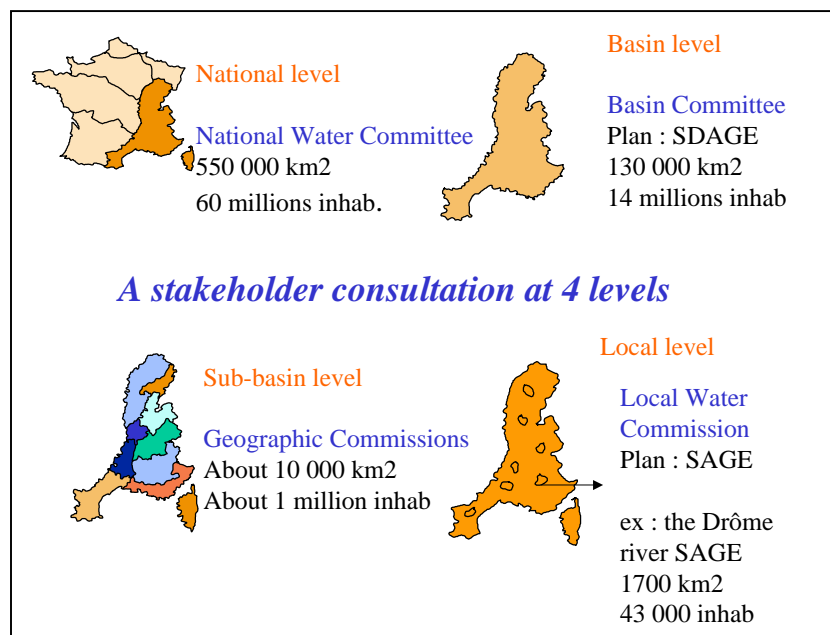 National level
National Water Committee
550 000 km2
60 millions inhab.
Basin level
Basin Committee
Plan : SDAGE
130 000 km2
14 millions inhab
A stakeholder consultation at 4 levels
Sub-basin level
Geographic Commissions
About 10 000 km2
About 1 million inhab
Local level
Local Water
Commission
Plan : SAGE
ex : the Drôme
river SAGE
1700 km2
43 000 inhab